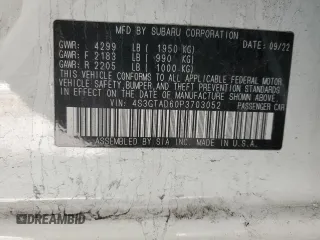 MFD. BY SUBARU CORPORATION
GVWR: 4299 LB ( 1950 KG) DATE: 09/22
GAWR: F 2183 LB ( 990 KG)
GAWR: R 2205 LB ( 1000 KG)
THIS VEHICLE CONFORMS TO ALL APPLICABLE FEDERAL MOTOR
VEHICLE SAFETY, BUMPER, AND THEFT PREVENTION STANDARDS
IN EFFECT ON THE DATE OF MANUFACTURE SHOWN ABOVE.
VIN: 4S3GTAD60P3703052 PASSENGER CAR
MANUFACTURED BY SIA INC. MADE IN U.S.A.
DREAMBID